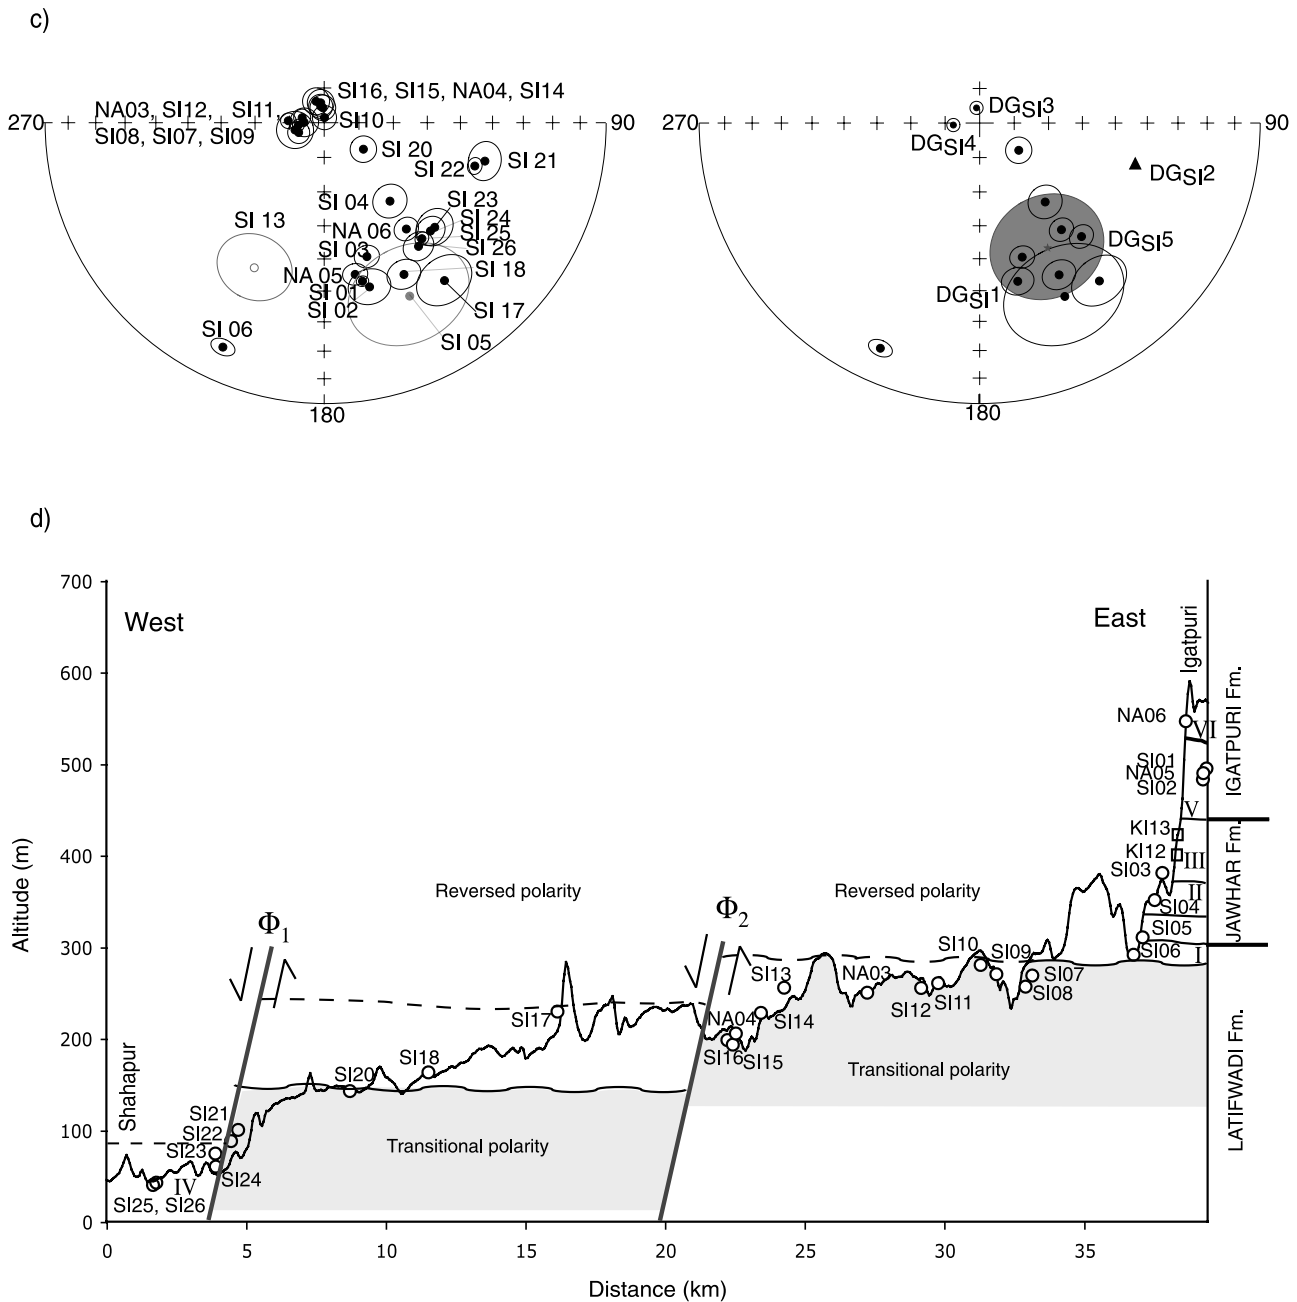 c)
SI16, SI15, NA04, SI14
NA03, SI12, SI11,
SI10
270
90
SI08, SI07, SI09
SI 20
SI 21
SI 22
SI 04
SI 23
SI 24
NA 06
SI 25
SI 13
SI 03
SI 26
NA 05
SI 18
SI 01
SI 02
SI 17
SI 06
SI 05
180
DGSI3
270
90
DGSI4
DGSI2
DGSI5
DGSI1
180
d)
700
West
East
Igatpuri
600
NA06
VI
IGATPURI Fm.
500
SI01
NA05
SI02
V
KI13
400
KI12
III
SI03
JAWHAR Fm.
Reversed polarity
Reversed polarity
II
SI04
Φ1
Φ2
SI05
300
SI10
SI09
SI06
I
SI13
NA03
SI07
SI08
SI12
SI11
SI17
NA04
SI14
200
SI16
SI15
SI18
SI20
Transitional polarity
LATIFWADI Fm.
Shahapur
SI21
100
SI22
SI23
Transitional polarity
SI24
IV
SI25, SI26
0
0 5 10 15 20 25 30 35
Altitude (m)
Distance (km)